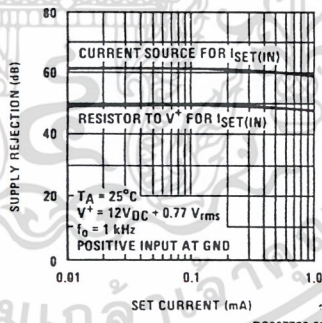 80
CURRENT SOURCE FOR ISET(IN)
60
RESISTOR TO V+ FOR ISET(IN)
40
SUPPLY REJECTION (dB)
20
TA = 25°C
V+ = 12VDC + 0.77 Vrms
fo = 1 kHz
POSITIVE INPUT AT GND
0
0.01 0.1 1.0
SET CURRENT (mA)